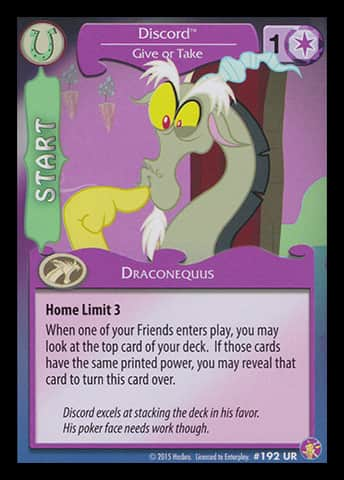 Discord™
Give or Take
1
START
DRACONEQUUS
Home Limit 3
When one of your Friends enters play, you may
look at the top card of your deck. If those cards
have the same printed power, you may reveal that
card to turn this card over.
Discord excels at stacking the deck in his favor.
His poker face needs work though.
© 2015 Hasbro. Licensed to Enterplay. #192 UR